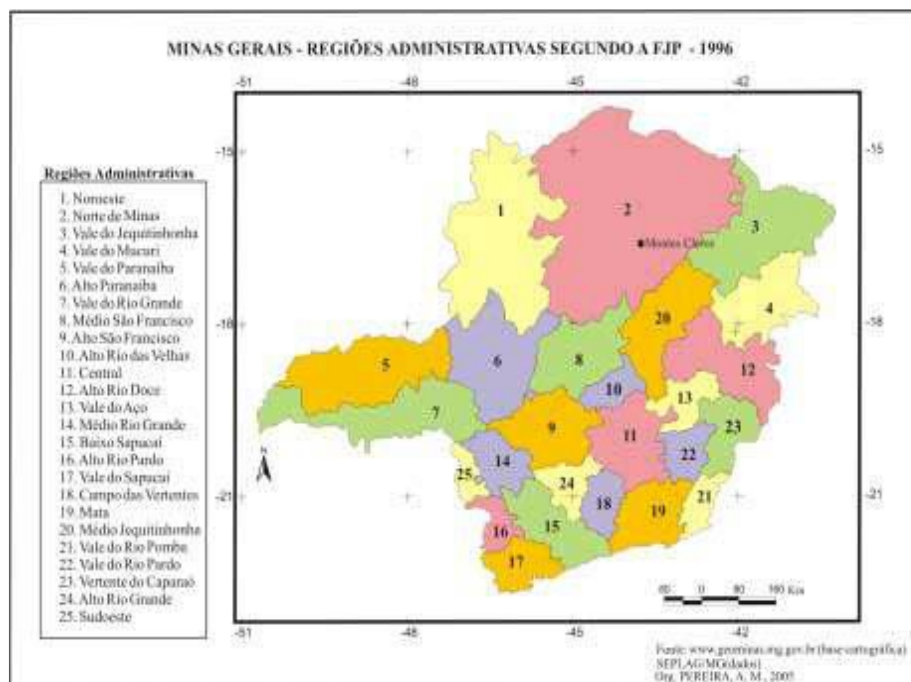 MINAS GERAIS - REGIÕES ADMINISTRATIVAS SEGUNDO A FJP - 1996
-51
-48
-45
-42
-15
-15
Regiões Administrativas
1. Noroeste
2. Norte de Minas
3. Vale do Jequitinhonha
4. Vale do Mucuri
5. Vale do Paranaíba
6. Alto Paranaíba
7. Vale do Rio Grande
8. Médio São Francisco
9. Alto São Francisco
10. Alto Rio das Velhas
11. Central
12. Alto Rio Doce
13. Vale do Aço
14. Médio Rio Grande
15. Baixo Sapucaí
16. Alto Rio Pardo
17. Vale do Sapucaí
18. Campo das Vertentes
19. Mata
20. Médio Jequitinhonha
21. Vale do Rio Pomba
22. Vale do Rio Pardo
23. Vertente do Caparaó
24. Alto Rio Grande
25. Sudoeste
1
2
3
Montes Claros
4
-18
-18
20
5
6
8
12
10
13
7
9
11
23
22
14
25
24
18
21
-21
-21
19
15
16
17
N
80 0 80 160 Km
-51
-48
-45
-42
Fonte: www.geominas.mg.gov.br (base cartográfica)
SEPLAG/MG(dados)
Org. PEREIRA, A. M., 2005